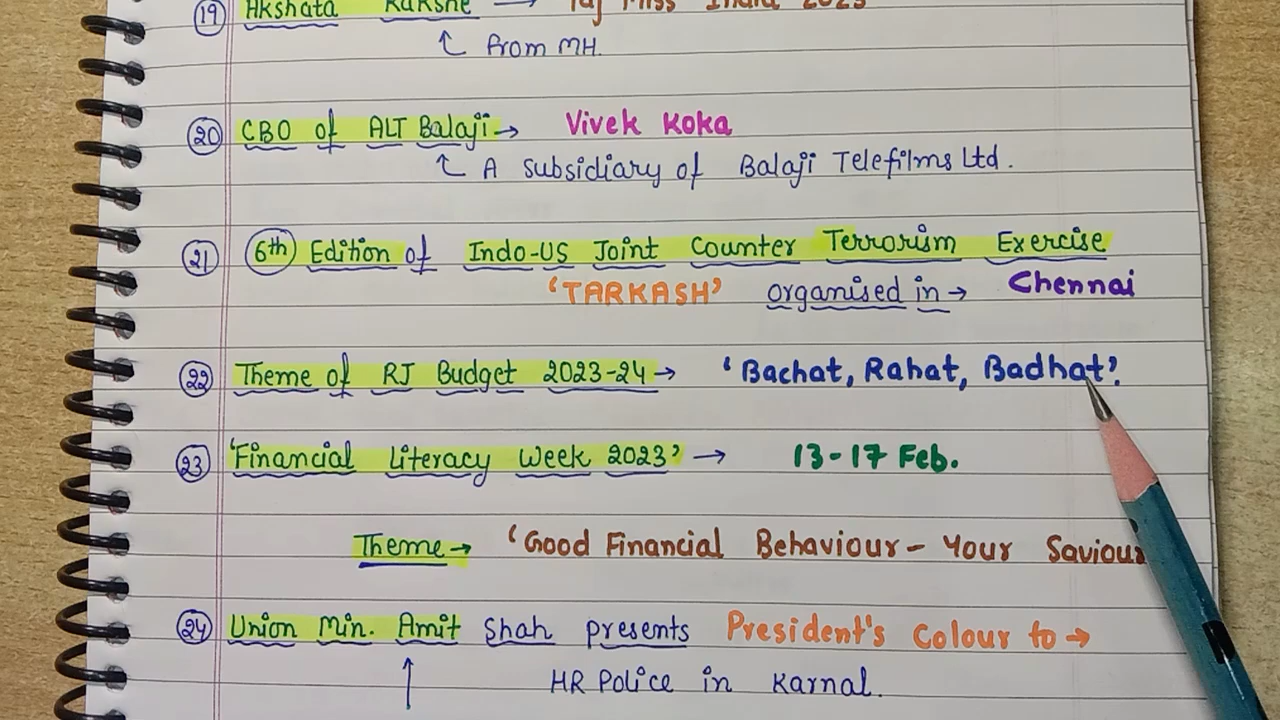 19 Akshata Rakshe → Taj Miss India 2023
↑ from MH.
20 CBO of ALT Balaji → Vivek Koka
↑ A subsidiary of Balaji Telefilms Ltd.
21 6th Edition of Indo-US Joint Counter Terrorism Exercise
'TARKASH' organised in → Chennai
22 Theme of RJ Budget 2023-24 → 'Bachat, Rahat, Badhat'.
23 'Financial Literacy Week 2023' → 13-17 Feb.
Theme → 'Good Financial Behaviour - Your Saviour
24 Union Min. Amit Shah presents President's Colour to →
↑ HR Police in Karnal.